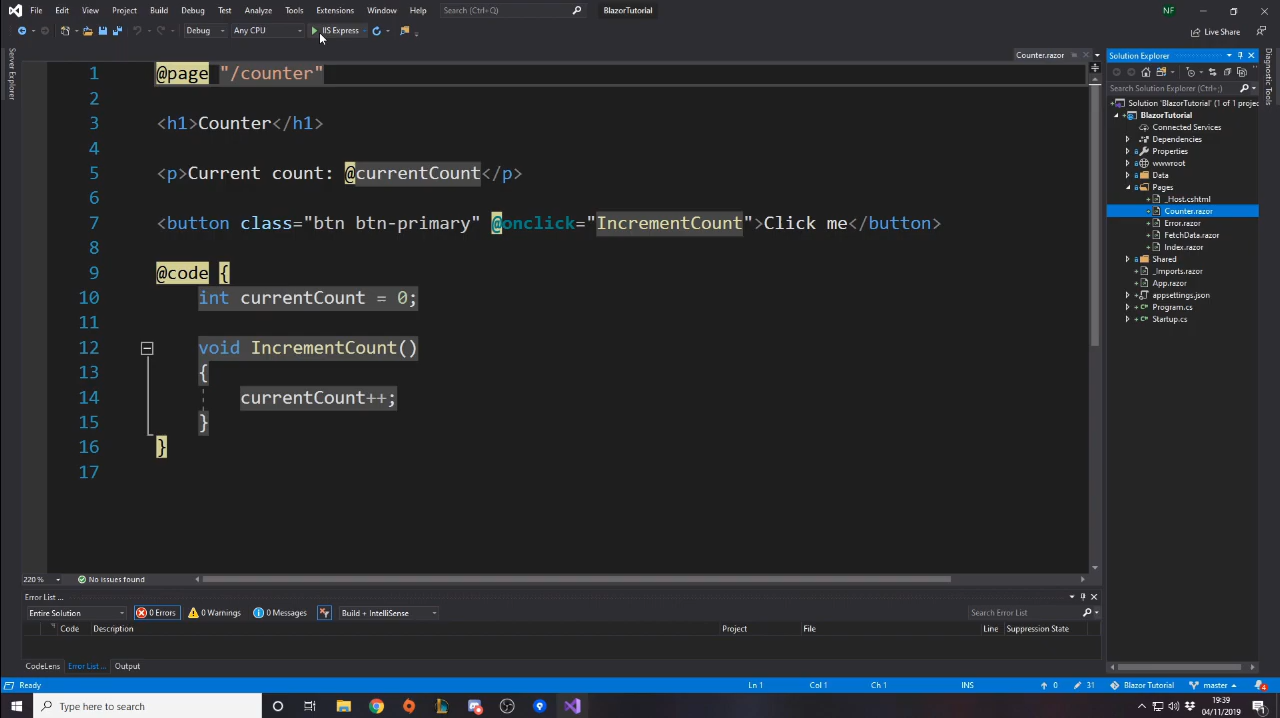 File Edit View Project Build Debug Test Analyze Tools Extensions Window Help Search (Ctrl+Q) BlazorTutorial NF
Debug Any CPU IIS Express Live Share
Server Explorer
Counter.razor
Solution Explorer
Diagnostic Tools
Search Solution Explorer (Ctrl+;)
Solution 'BlazorTutorial' (1 of 1 projec
BlazorTutorial
Connected Services
Dependencies
Properties
wwwroot
Data
Pages
_Host.cshtml
Counter.razor
Error.razor
FetchData.razor
Index.razor
Shared
_Imports.razor
App.razor
appsettings.json
Program.cs
Startup.cs
1 @page "/counter"
2
3 <h1>Counter</h1>
4
5 <p>Current count: @currentCount</p>
6
7 <button class="btn btn-primary" @onclick="IncrementCount">Click me</button>
8
9 @code {
10 int currentCount = 0;
11
12 void IncrementCount()
13 {
14 currentCount++;
15 }
16 }
17
220 % No issues found
Error List ...
Entire Solution 0 Errors 0 Warnings 0 Messages Build + IntelliSense Search Error List
Code Description Project File Line Suppression State
CodeLens Error List ... Output
Ready Ln 1 Col 1 Ch 1 INS 0 31 Blazor Tutorial master 4
Type here to search
19:39
04/11/2019
1